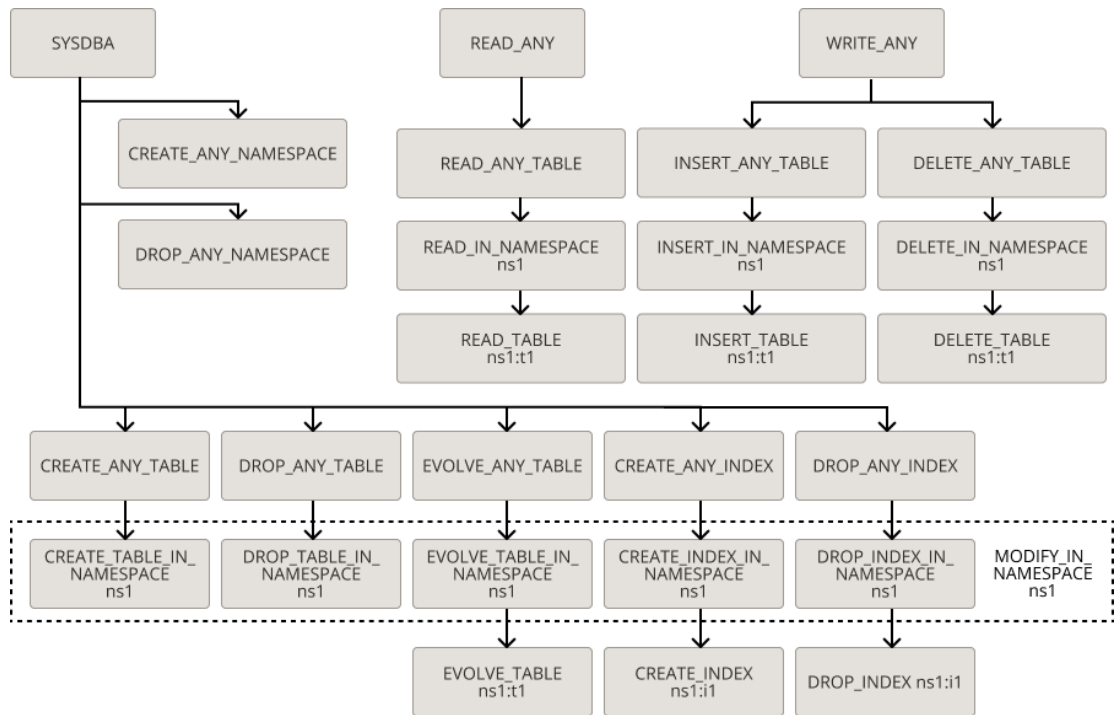 SYSDBA
READ_ANY
WRITE_ANY
CREATE_ANY_NAMESPACE
READ_ANY_TABLE
INSERT_ANY_TABLE
DELETE_ANY_TABLE
DROP_ANY_NAMESPACE
READ_IN_NAMESPACE
ns1
INSERT_IN_NAMESPACE
ns1
DELETE_IN_NAMESPACE
ns1
READ_TABLE
ns1:t1
INSERT_TABLE
ns1:t1
DELETE_TABLE
ns1:t1
CREATE_ANY_TABLE
DROP_ANY_TABLE
EVOLVE_ANY_TABLE
CREATE_ANY_INDEX
DROP_ANY_INDEX
CREATE_TABLE_IN_
NAMESPACE
ns1
DROP_TABLE_IN_
NAMESPACE
ns1
EVOLVE_TABLE_IN_
NAMESPACE
ns1
CREATE_INDEX_IN_
NAMESPACE
ns1
DROP_INDEX_IN_
NAMESPACE
ns1
MODIFY_IN_
NAMESPACE
ns1
EVOLVE_TABLE
ns1:t1
CREATE_INDEX
ns1:i1
DROP_INDEX ns1:i1